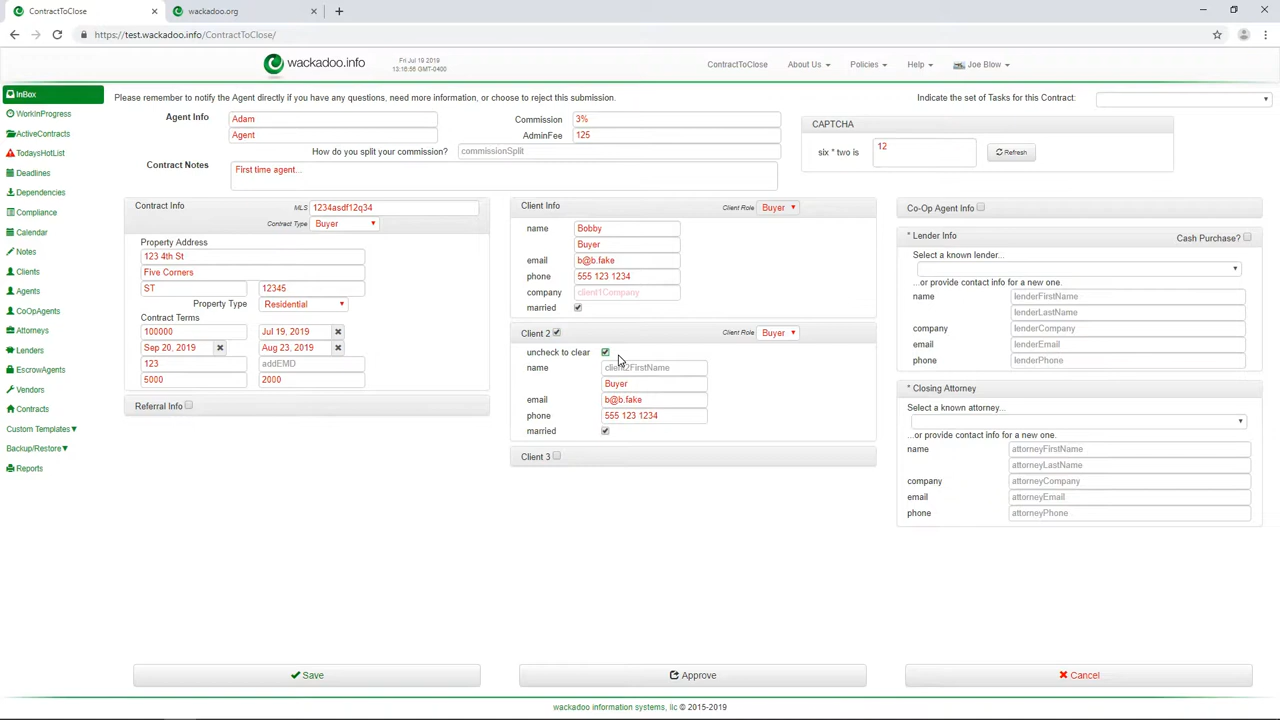 ContractToClose
wackadoo.org
https://test.wackadoo.info/ContractToClose/
wackadoo.info
Fri Jul 19 2019
13:16:56 GMT-0400
ContractToClose
About Us
Policies
Help
Joe Blow
InBox
WorkInProgress
ActiveContracts
TodaysHotList
Deadlines
Dependencies
Compliance
Calendar
Notes
Clients
Agents
CoOpAgents
Attorneys
Lenders
EscrowAgents
Vendors
Contracts
Custom Templates
Backup/Restore
Reports
Please remember to notify the Agent directly if you have any questions, need more information, or choose to reject this submission.
Indicate the set of Tasks for this Contract:
Agent Info
Adam
Agent
Commission
3%
AdminFee
125
How do you split your commission?
commissionSplit
Contract Notes
First time agent...
CAPTCHA
six * two is
12
Refresh
Contract Info
MLS
1234asdf12q34
Contract Type
Buyer
Property Address
123 4th St
Five Corners
ST
12345
Property Type
Residential
Contract Terms
100000
Jul 19, 2019
Sep 20, 2019
Aug 23, 2019
123
addEMD
5000
2000
Referral Info
Client Info
Client Role
Buyer
name
Bobby
Buyer
email
b@b.fake
phone
555 123 1234
company
client1Company
married
Client 2
Client Role
Buyer
uncheck to clear
name
client2FirstName
Buyer
email
b@b.fake
phone
555 123 1234
married
Client 3
Co-Op Agent Info
* Lender Info
Cash Purchase?
Select a known lender...
...or provide contact info for a new one.
name
lenderFirstName
lenderLastName
company
lenderCompany
email
lenderEmail
phone
lenderPhone
* Closing Attorney
Select a known attorney...
...or provide contact info for a new one.
name
attorneyFirstName
attorneyLastName
company
attorneyCompany
email
attorneyEmail
phone
attorneyPhone
Save
Approve
Cancel
wackadoo information systems, llc © 2015-2019